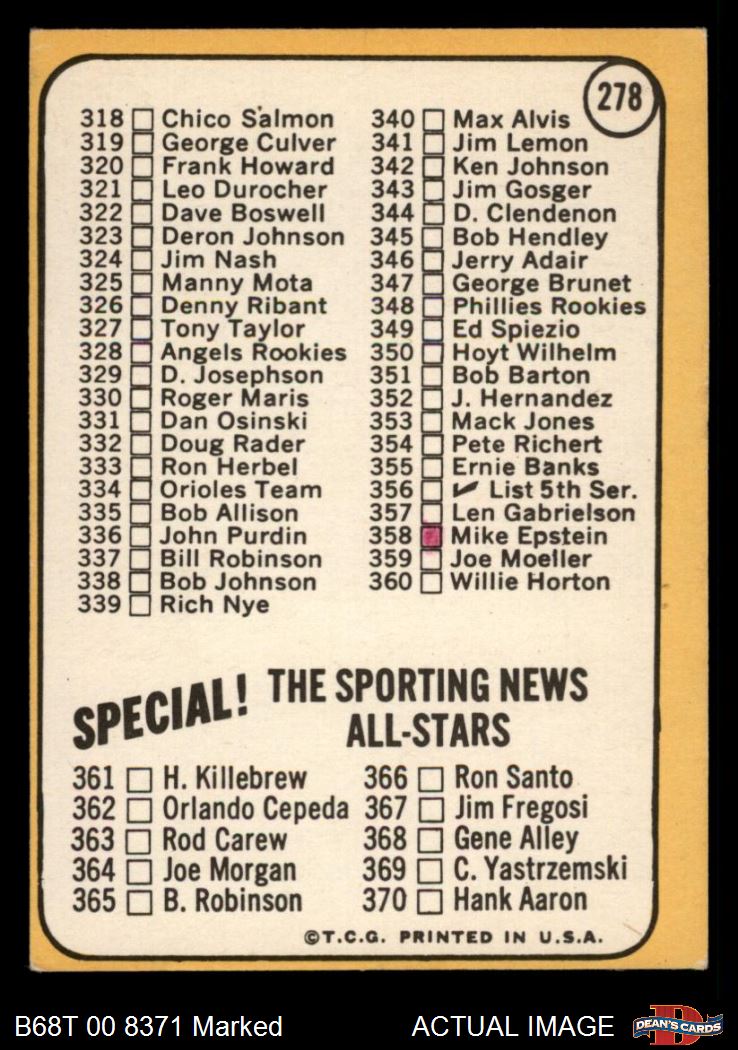 278
318 Chico Salmon
319 George Culver
320 Frank Howard
321 Leo Durocher
322 Dave Boswell
323 Deron Johnson
324 Jim Nash
325 Manny Mota
326 Denny Ribant
327 Tony Taylor
328 Angels Rookies
329 D. Josephson
330 Roger Maris
331 Dan Osinski
332 Doug Rader
333 Ron Herbel
334 Orioles Team
335 Bob Allison
336 John Purdin
337 Bill Robinson
338 Bob Johnson
339 Rich Nye
340 Max Alvis
341 Jim Lemon
342 Ken Johnson
343 Jim Gosger
344 D. Clendenon
345 Bob Hendley
346 Jerry Adair
347 George Brunet
348 Phillies Rookies
349 Ed Spiezio
350 Hoyt Wilhelm
351 Bob Barton
352 J. Hernandez
353 Mack Jones
354 Pete Richert
355 Ernie Banks
356 ✓ List 5th Ser.
357 Len Gabrielson
358 Mike Epstein
359 Joe Moeller
360 Willie Horton
SPECIAL! THE SPORTING NEWS
ALL-STARS
361 H. Killebrew
362 Orlando Cepeda
363 Rod Carew
364 Joe Morgan
365 B. Robinson
366 Ron Santo
367 Jim Fregosi
368 Gene Alley
369 C. Yastrzemski
370 Hank Aaron
©T.C.G. PRINTED IN U.S.A.
B68T 00 8371 Marked
ACTUAL IMAGE
D
DEAN'S CARDS